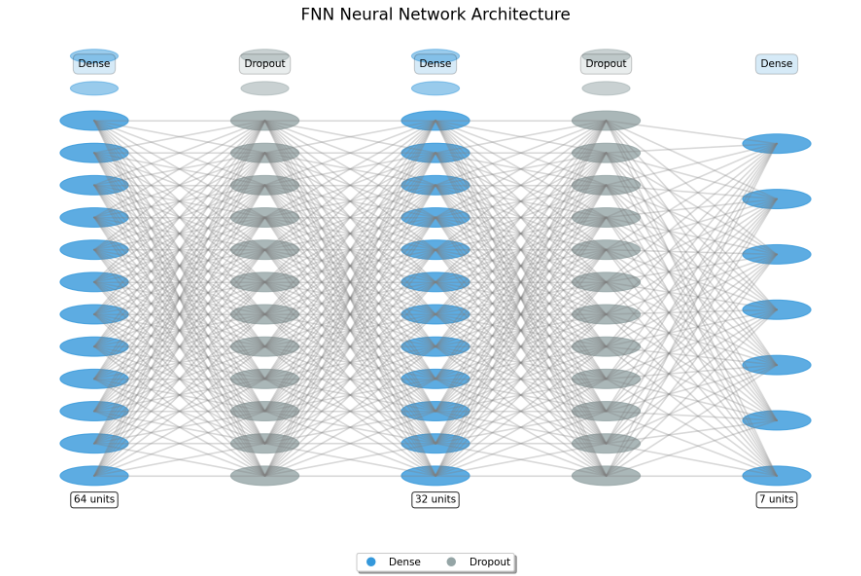 FNN Neural Network Architecture
Dense Dropout Dense Dropout Dense
64 units 32 units 7 units
Dense Dropout